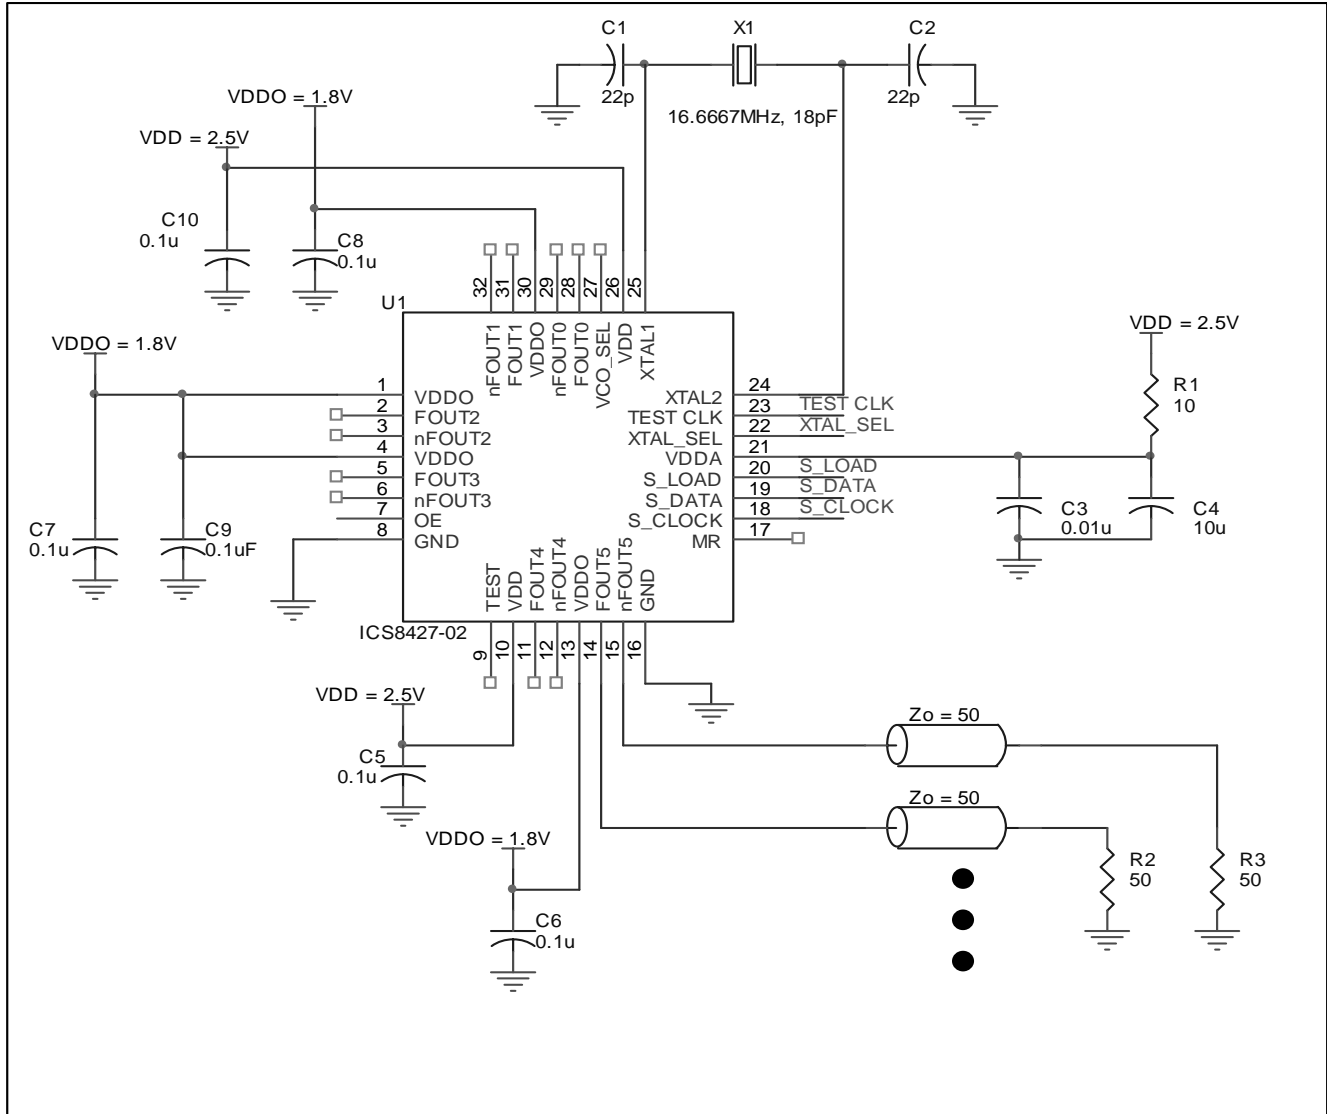 C1
X1
C2
22p
22p
16.6667MHz, 18pF
VDDO = 1.8V
VDD = 2.5V
C10
0.1u
C8
0.1u
32
31
30
29
28
27
26
25
U1
nFOUT1
FOUT1
VDDO
nFOUT0
FOUT0
VCO_SEL
VDD
XTAL1
VDDO = 1.8V
VDD = 2.5V
R1
10
1
2
3
4
5
6
7
8
VDDO
FOUT2
nFOUT2
VDDO
FOUT3
nFOUT3
OE
GND
XTAL2
TEST CLK
XTAL_SEL
VDDA
S_LOAD
S_DATA
S_CLOCK
MR
24
23
22
21
20
19
18
17
TEST CLK
XTAL_SEL
S_LOAD
S_DATA
S_CLOCK
C7
0.1u
C9
0.1uF
C3
0.01u
C4
10u
TEST
VDD
FOUT4
nFOUT4
VDDO
FOUT5
nFOUT5
GND
ICS8427-02
9
10
11
12
13
14
15
16
VDD = 2.5V
C5
0.1u
Zo = 50
Zo = 50
VDDO = 1.8V
C6
0.1u
R2
50
R3
50